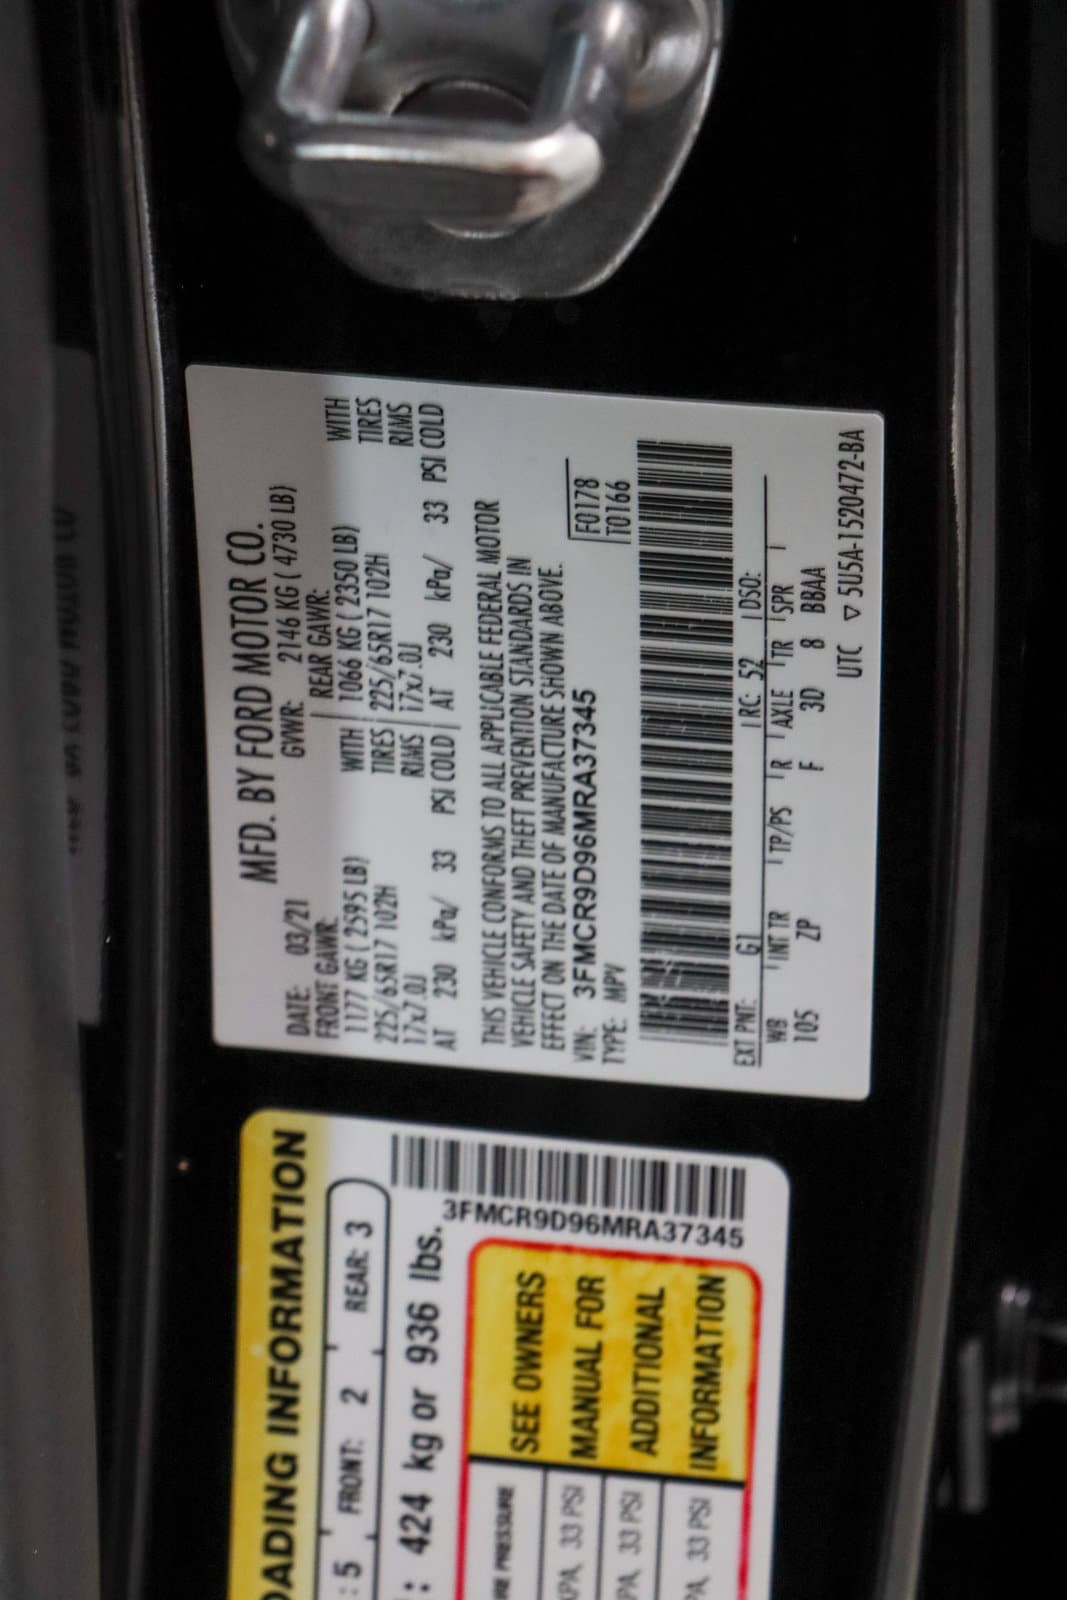 MFD. BY FORD MOTOR CO.
DATE: 03/21 GVWR: 2146 KG ( 4730 LB)
FRONT GAWR: REAR GAWR:
1177 KG ( 2595 LB) WITH 1066 KG ( 2350 LB) WITH
225/65R17 102H TIRES 225/65R17 102H TIRES
17x7.0J RIMS 17x7.0J RIMS
AT 230 kPa/ 33 PSI COLD AT 230 kPa/ 33 PSI COLD
THIS VEHICLE CONFORMS TO ALL APPLICABLE FEDERAL MOTOR
VEHICLE SAFETY AND THEFT PREVENTION STANDARDS IN
EFFECT ON THE DATE OF MANUFACTURE SHOWN ABOVE.
VIN: 3FMCR9D96MRA37345 F0178
TYPE: MPV T0166
EXT PNT: G1 RC: 52 DSO:
WB INT TR TP/PS R AXLE TR SPR
105 ZP F 3D 8 BBAA
UTC ▽ 5U5A-1520472-BA
OADING INFORMATION
: 5 FRONT: 2 REAR: 3
: 424 kg or 936 lbs.
3FMCR9D96MRA37345
PRESSURE
KPA, 33 PSI
PA, 33 PSI
PA, 33 PSI
SEE OWNERS
MANUAL FOR
ADDITIONAL
INFORMATION